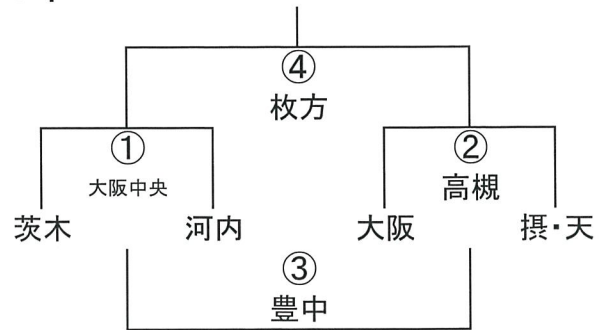 ④
枚方
①
②
大阪中央
高槻
茨木
河内
大阪
摂・天
③
豊中